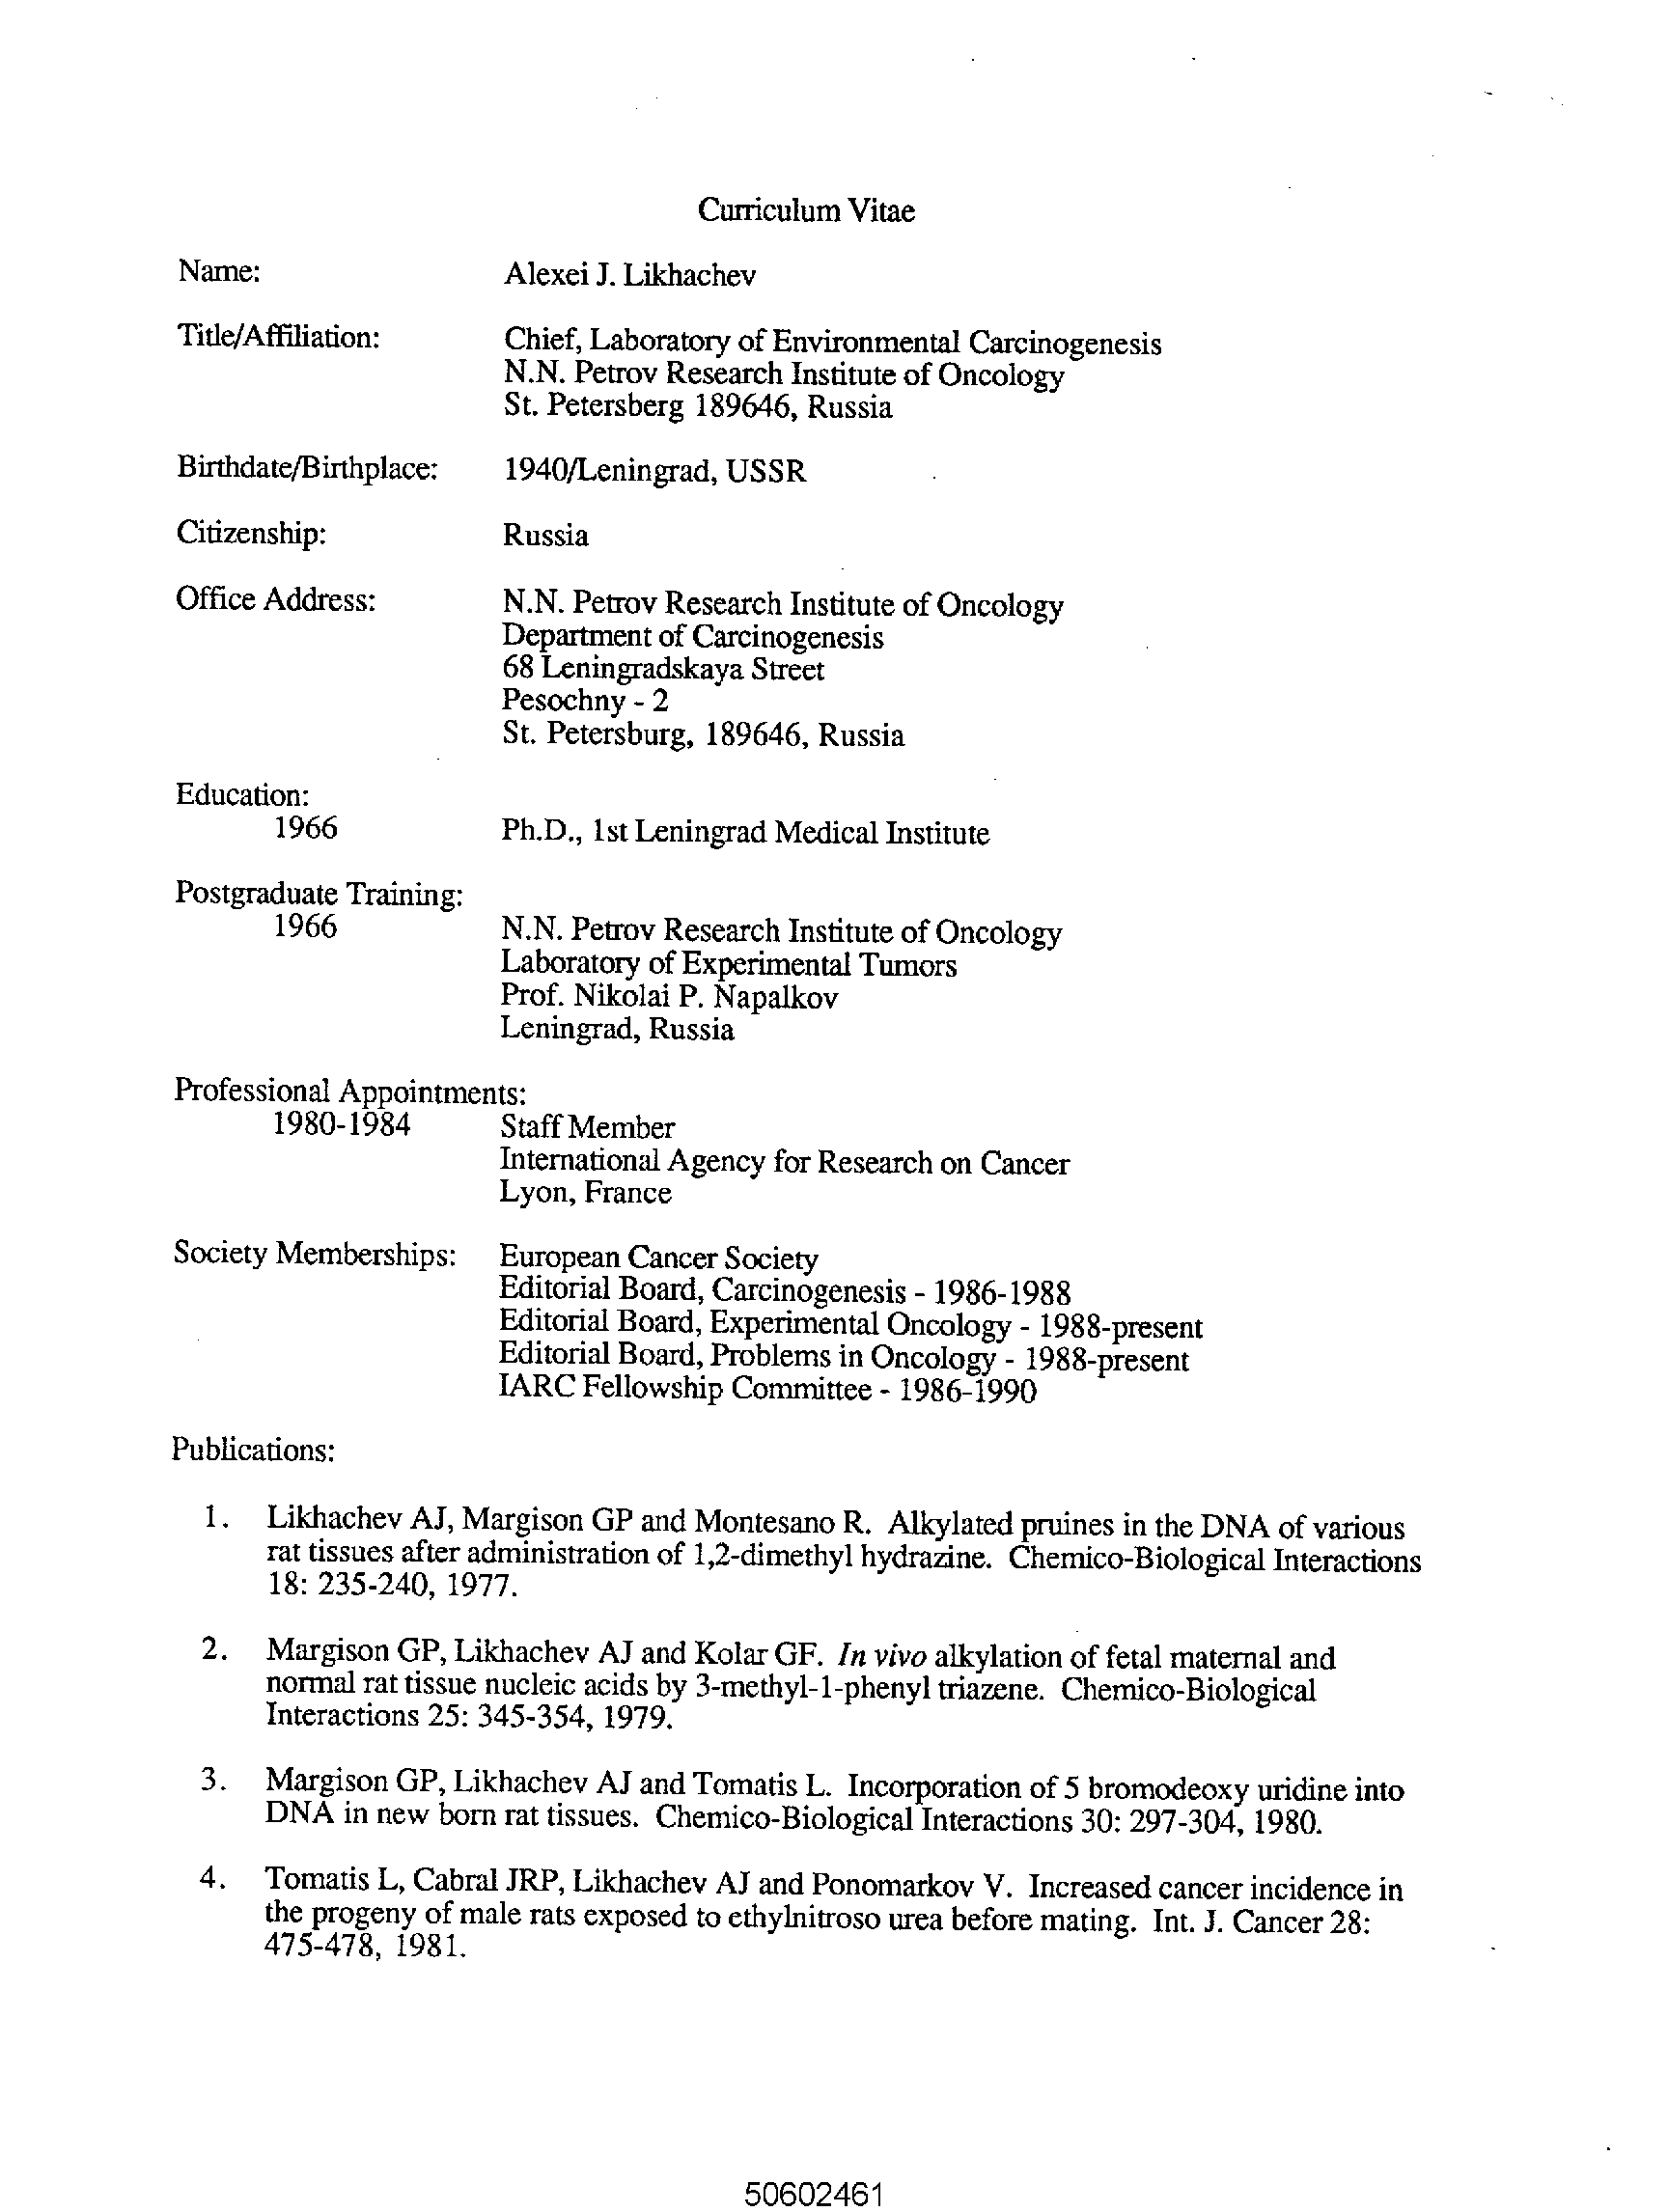 Curriculum Vitae
Name: Alexei J. Likhachev
Title/Affiliation: Chief, Laboratory of Environmental Carcinogenesis
N.N. Petrov Research Institute of Oncology
St. Petersberg 189646, Russia
Birthdate/Birthplace: 1940/Leningrad, USSR
Citizenship: Russia
Office Address: N.N. Petrov Research Institute of Oncology
Department of Carcinogenesis
68 Leningradskaya Street
Pesochny - 2
St. Petersburg, 189646, Russia
Education:
1966 Ph.D., 1st Leningrad Medical Institute
Postgraduate Training:
1966 N.N. Petrov Research Institute of Oncology
Laboratory of Experimental Tumors
Prof. Nikolai P. Napalkov
Leningrad, Russia
Professional Appointments:
1980-1984 Staff Member
International Agency for Research on Cancer
Lyon, France
Society Memberships: European Cancer Society
Editorial Board, Carcinogenesis - 1986-1988
Editorial Board, Experimental Oncology - 1988-present
Editorial Board, Problems in Oncology - 1988-present
IARC Fellowship Committee - 1986-1990
Publications:
1. Likhachev AJ, Margison GP and Montesano R. Alkylated pruines in the DNA of various
rat tissues after administration of 1,2-dimethyl hydrazine. Chemico-Biological Interactions
18: 235-240, 1977.
2. Margison GP, Likhachev AJ and Kolar GF. In vivo alkylation of fetal maternal and
normal rat tissue nucleic acids by 3-methyl-1-phenyl triazene. Chemico-Biological
Interactions 25: 345-354, 1979.
3. Margison GP, Likhachev AJ and Tomatis L. Incorporation of 5 bromodeoxy uridine into
DNA in new born rat tissues. Chemico-Biological Interactions 30: 297-304, 1980.
4. Tomatis L, Cabral JRP, Likhachev AJ and Ponomarkov V. Increased cancer incidence in
the progeny of male rats exposed to ethylnitroso urea before mating. Int. J. Cancer 28:
475-478, 1981.
50602461